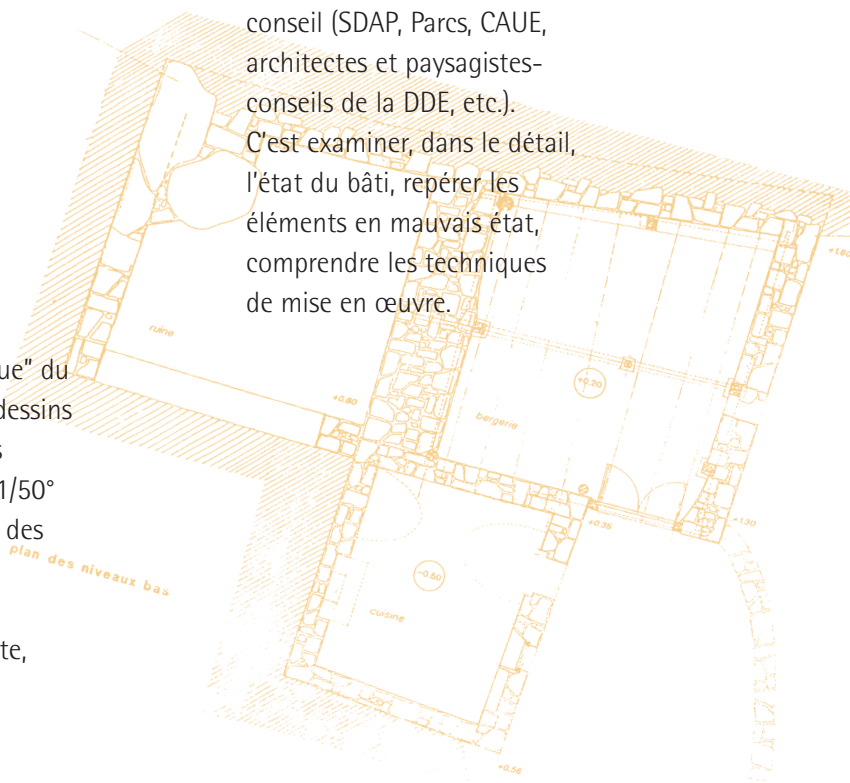 conseil (SDAP, Parcs, CAUE,
architectes et paysagistes-
conseils de la DDE, etc.).
C'est examiner, dans le détail,
l'état du bâti, repérer les
éléments en mauvais état,
comprendre les techniques
de mise en œuvre.
ue" du
dessins
s
1/50°
des
te,
ruine
+0.80
bergerie
+0.20
+1.60
+1.30
+0.35
plan des niveaux bas
-0.50
cuisine
+0.56